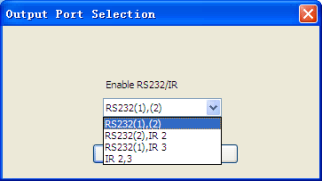 Output Port Selection
Enable RS232/IR
RS232(1),(2)
RS232(1),(2)
RS232(2),IR 2
RS232(1),IR 3
IR 2,3